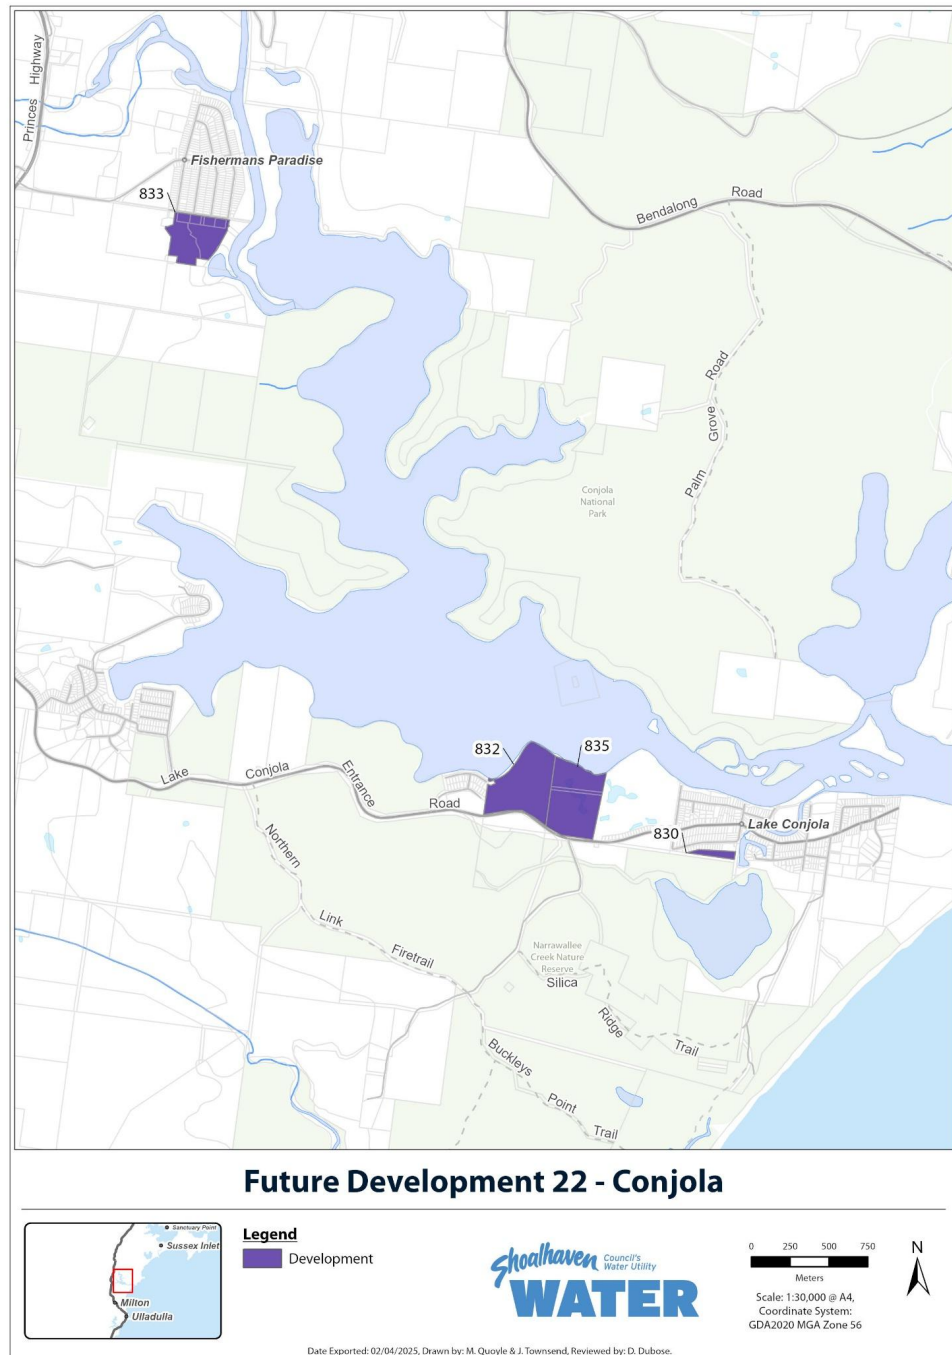 Princes Highway
Fishermans Paradise
833
Bendalong Road
Palm Grove Road
Conjola
National
Park
832
835
Lake Conjola Entrance Road
830
Lake Conjola
Northern Link Firetrail
Narrawallee
Creek Nature
Reserve
Silica Ridge Trail
Buckleys Point Trail
Future Development 22 - Conjola
Sanctuary Point
Sussex Inlet
Milton
Ulladulla
Legend
Development
Shoalhaven Council's
Water Utility
WATER
0 250 500 750
Meters
Scale: 1:30,000 @ A4,
Coordinate System:
GDA2020 MGA Zone 56
N
Date Exported: 02/04/2025, Drawn by: M. Quoyle & J. Townsend, Reviewed by: D. Dubose.